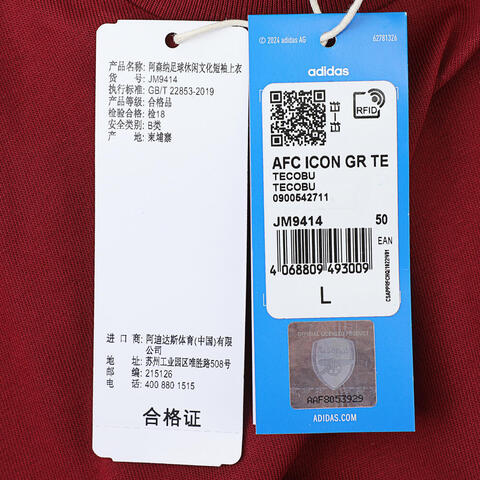 产品名称: 阿森纳足球休闲文化短袖上衣
货 号: JM9414
执行标准: GB/T 22853-2019
产品等级: 合格品
检验合格: 检18
安全类别: B类
产 地: 柬埔寨
进 口 商: 阿迪达斯体育(中国)有限
公司
地 址: 苏州工业园区唯胜路508号
邮 编: 215126
电 话: 400 880 1515
合格证
© 2024 adidas AG
62781326
adidas
RFID
AFC ICON GR TE
TECOBU
TECOBU
0900542711
JM9414
50
EAN
4 068809 493009
L
OFFICIAL LICENSED PRODUCT
Arsenal
AAF8053929
ADIDAS.COM